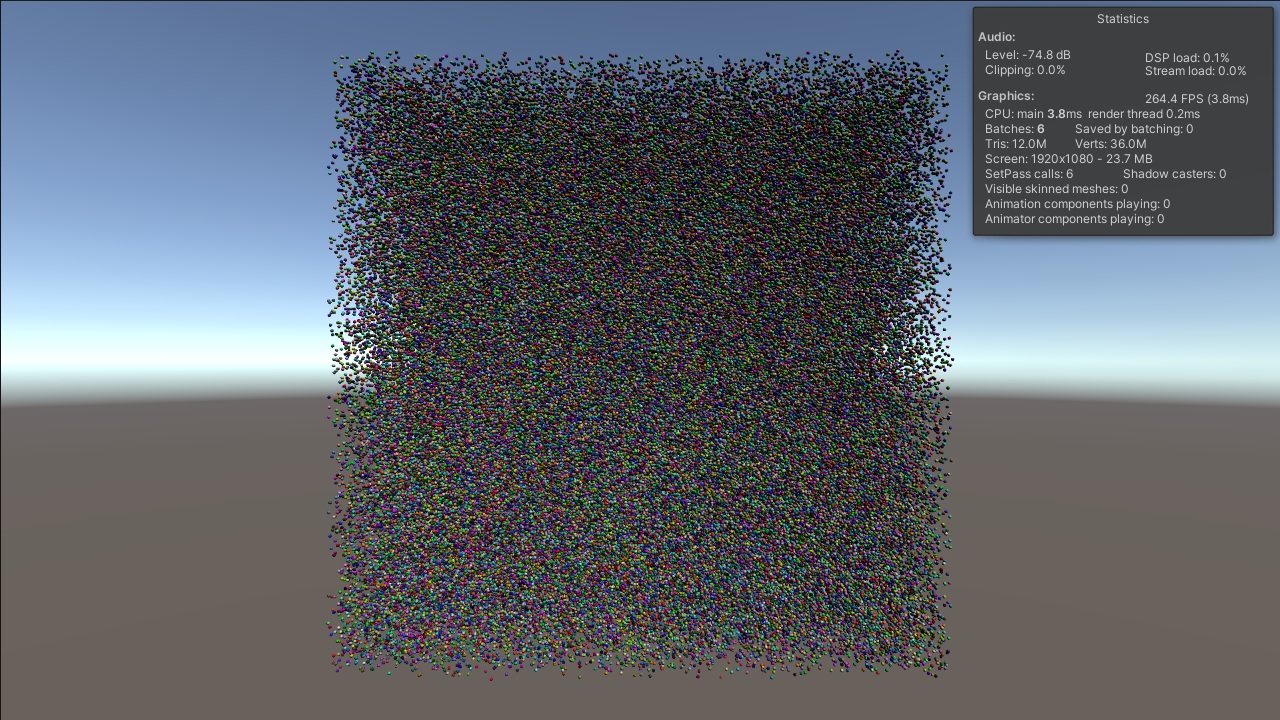 Statistics
Audio:
Level: -74.8 dB DSP load: 0.1%
Clipping: 0.0% Stream load: 0.0%
Graphics: 264.4 FPS (3.8ms)
CPU: main 3.8ms render thread 0.2ms
Batches: 6 Saved by batching: 0
Tris: 12.0M Verts: 36.0M
Screen: 1920x1080 - 23.7 MB
SetPass calls: 6 Shadow casters: 0
Visible skinned meshes: 0
Animation components playing: 0
Animator components playing: 0